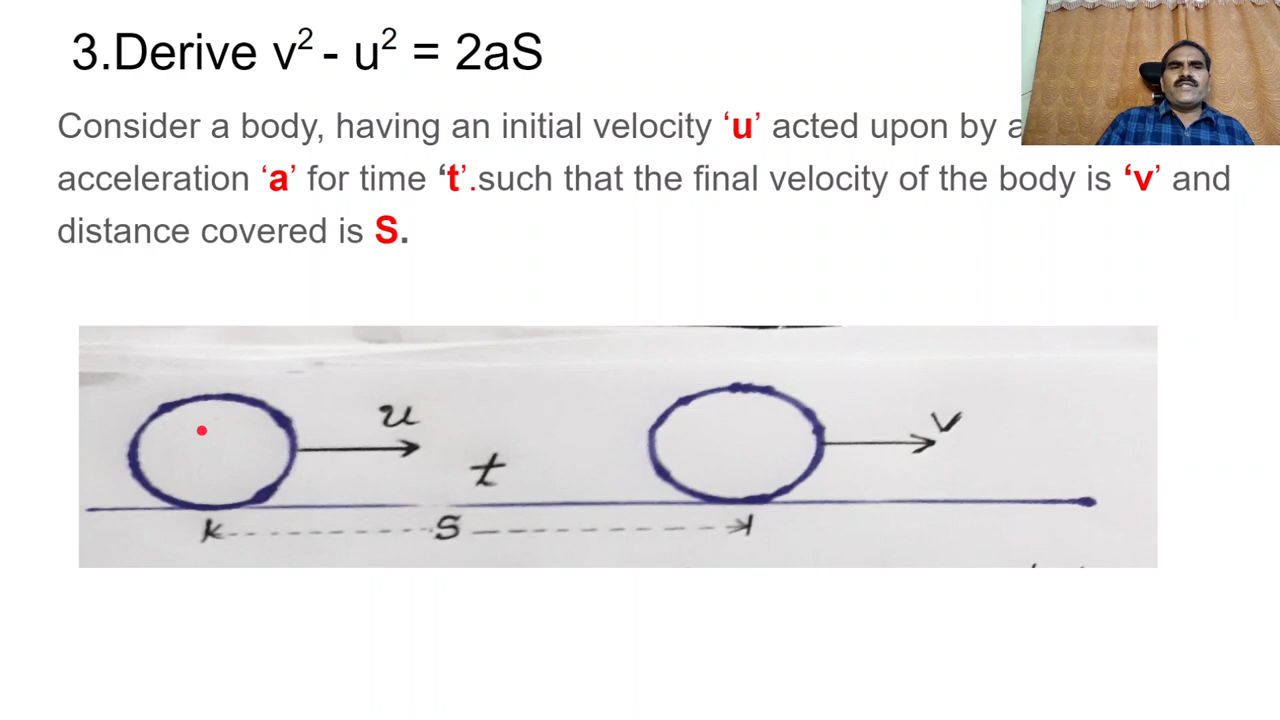 3.Derive v² - u² = 2aS
Consider a body, having an initial velocity ‘u’ acted upon by a
acceleration ‘a’ for time ‘t’.such that the final velocity of the body is ‘v’ and
distance covered is S.
u
v
t
S